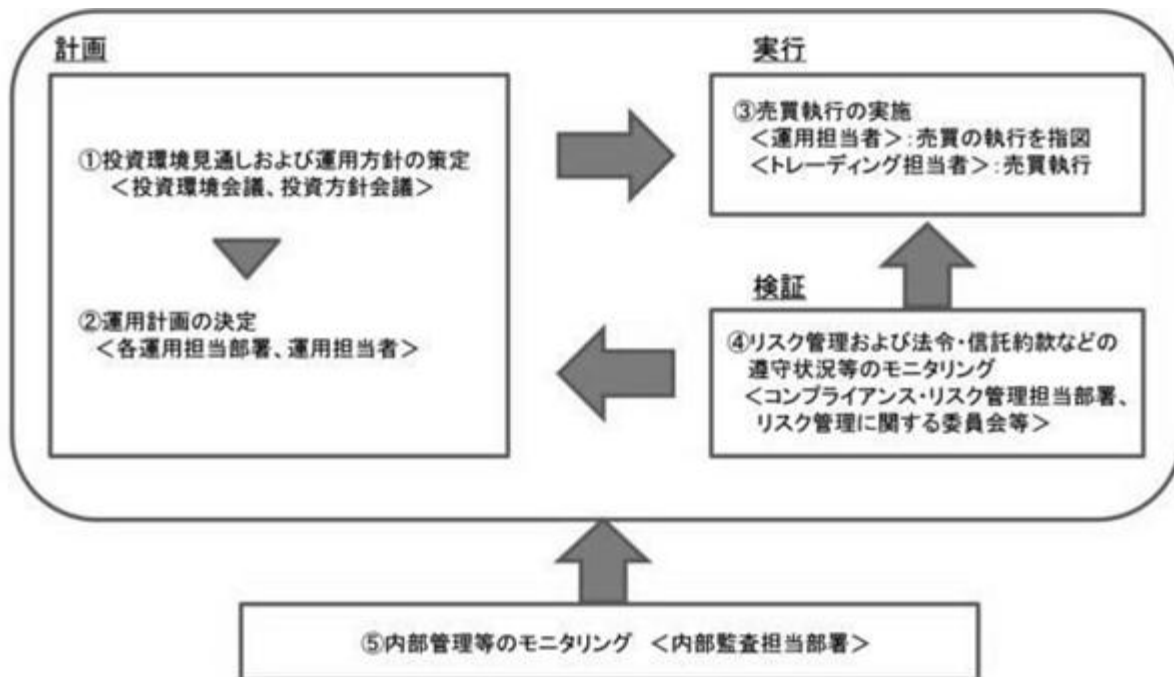 計画
①投資環境見通しおよび運用方針の策定
＜投資環境会議、投資方針会議＞
②運用計画の決定
＜各運用担当部署、運用担当者＞
実行
③売買執行の実施
＜運用担当者＞：売買の執行を指図
＜トレーディング担当者＞：売買執行
検証
④リスク管理および法令・信託約款などの
遵守状況等のモニタリング
＜コンプライアンス・リスク管理担当部署、
リスク管理に関する委員会等＞
⑤内部管理等のモニタリング　＜内部監査担当部署＞